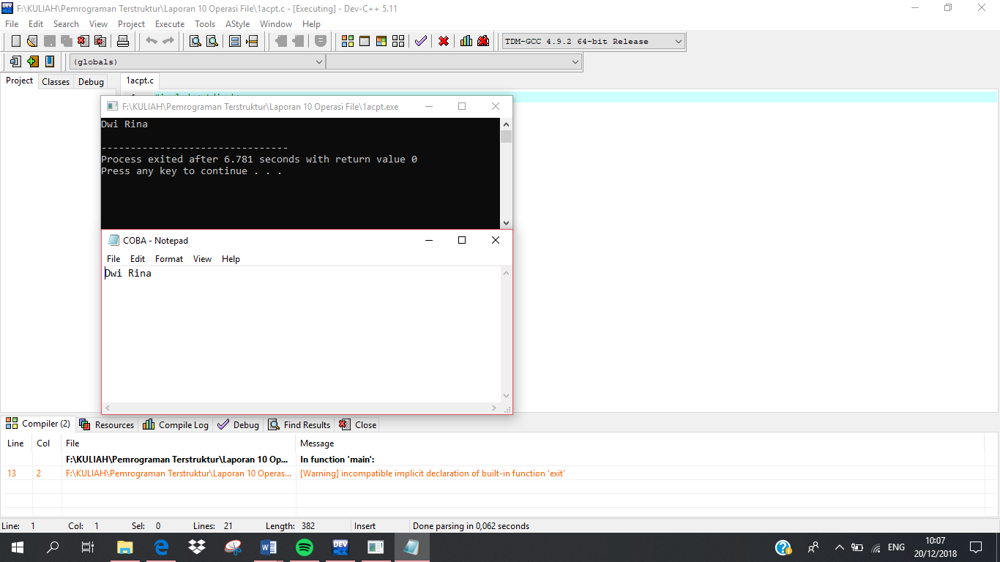 F:\KULIAH\Pemrograman Terstruktur\Laporan 10 Operasi File\1acpt.c - [Executing] - Dev-C++ 5.11
File Edit Search View Project Execute Tools AStyle Window Help
TDM-GCC 4.9.2 64-bit Release
(globals)
Project Classes Debug 1acpt.c
F:\KULIAH\Pemrograman Terstruktur\Laporan 10 Operasi File\1acpt.exe
Dwi Rina
--------------------------------
Process exited after 6.781 seconds with return value 0
Press any key to continue . . .
COBA - Notepad
File Edit Format View Help
Dwi Rina
Compiler (2) Resources Compile Log Debug Find Results Close
Line Col File Message
F:\KULIAH\Pemrograman Terstruktur\Laporan 10 Op... In function 'main':
13 2 F:\KULIAH\Pemrograman Terstruktur\Laporan 10 Operas... [Warning] incompatible implicit declaration of built-in function 'exit'
Line: 1 Col: 1 Sel: 0 Lines: 21 Length: 382 Insert Done parsing in 0,062 seconds
DEV
ENG
10:07
20/12/2018